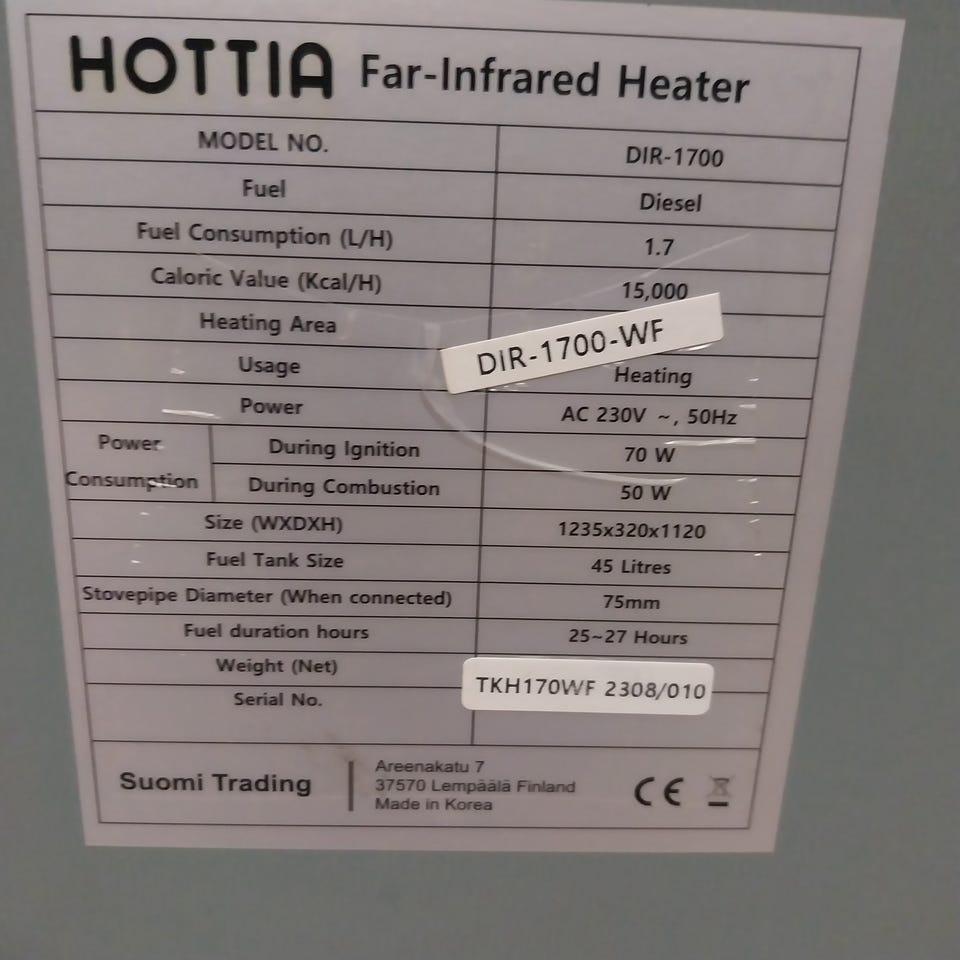 HOTTIA Far-Infrared Heater
MODEL NO. DIR-1700
Fuel Diesel
Fuel Consumption (L/H) 1.7
Caloric Value (Kcal/H) 15,000
Heating Area
DIR-1700-WF
Usage Heating
Power AC 230V ~, 50Hz
Power Consumption During Ignition 70 W
During Combustion 50 W
Size (WXDXH) 1235x320x1120
Fuel Tank Size 45 Litres
Stovepipe Diameter (When connected) 75mm
Fuel duration hours 25~27 Hours
Weight (Net)
TKH170WF 2308/010
Serial No.
Suomi Trading
Areenakatu 7
37570 Lempäälä Finland
Made in Korea
CE